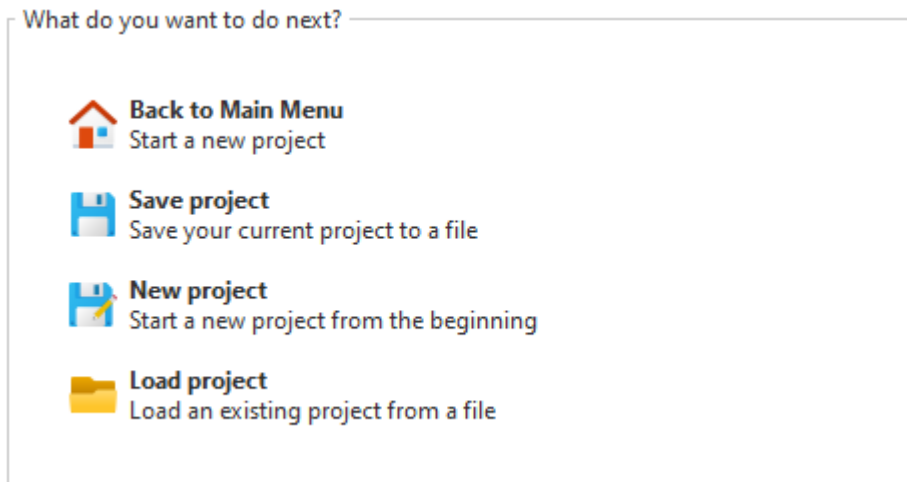 What do you want to do next?
Back to Main Menu
Start a new project
Save project
Save your current project to a file
New project
Start a new project from the beginning
Load project
Load an existing project from a file